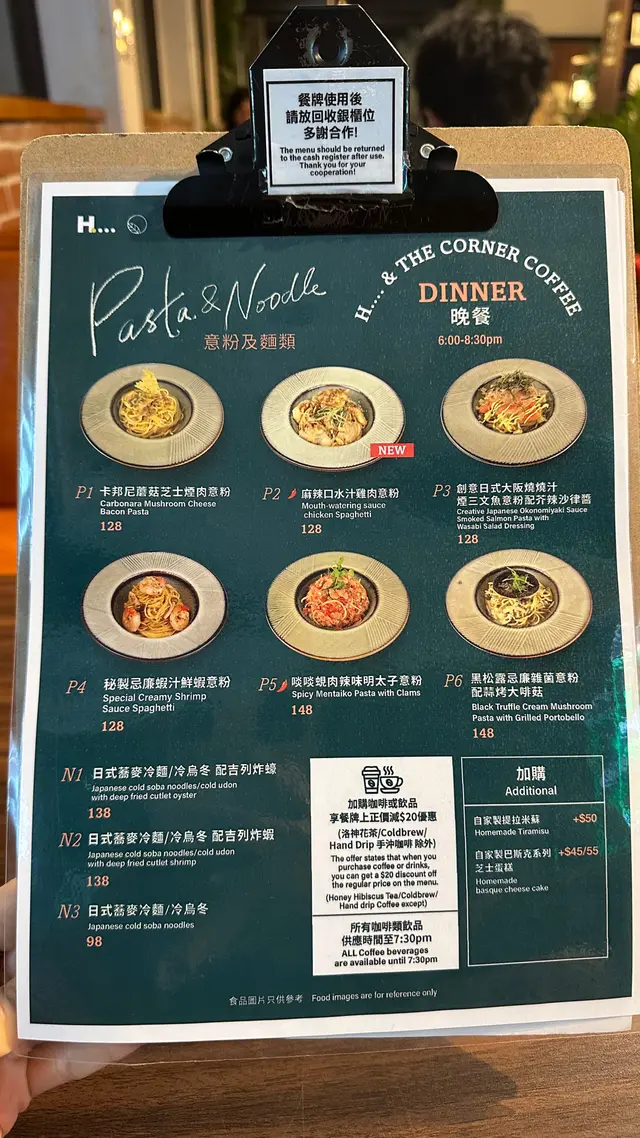 餐牌使用後
請放回收銀櫃位
多謝合作!
The menu should be returned
to the cash register after use.
Thank you for your
cooperation!
H....
Pasta & Noodle
意粉及麵類
H.... & THE CORNER COFFEE
DINNER
晚餐
6:00-8:30pm
NEW
P1 卡邦尼蘑菇芝士煙肉意粉
Carbonara Mushroom Cheese
Bacon Pasta
128
P2 麻辣口水汁雞肉意粉
Mouth-watering sauce
chicken Spaghetti
128
P3 創意日式大阪燒燒汁
煙三文魚意粉配芥辣沙律醬
Creative Japanese Okonomiyaki Sauce
Smoked Salmon Pasta with
Wasabi Salad Dressing
128
P4 秘製忌廉蝦汁鮮蝦意粉
Special Creamy Shrimp
Sauce Spaghetti
128
P5 啖啖蜆肉辣味明太子意粉
Spicy Mentaiko Pasta with Clams
148
P6 黑松露忌廉雜菌意粉
配蒜烤大啡菇
Black Truffle Cream Mushroom
Pasta with Grilled Portobello
148
N1 日式蕎麥冷麵/冷烏冬 配吉列炸蠔
Japanese cold soba noodles/cold udon
with deep fried cutlet oyster
138
N2 日式蕎麥冷麵/冷烏冬 配吉列炸蝦
Japanese cold soba noodles/cold udon
with deep fried cutlet shrimp
138
N3 日式蕎麥冷麵/冷烏冬
Japanese cold soba noodles
98
加購咖啡或飲品
享餐牌上正價減$20優惠
(洛神花茶/Coldbrew/
Hand Drip 手沖咖啡 除外)
The offer states that when you
purchase coffee or drinks,
you can get a $20 discount off
the regular price on the menu.
(Honey Hibiscus Tea/Coldbrew/
Hand drip Coffee except)
所有咖啡類飲品
供應時間至7:30pm
ALL Coffee beverages
are available until 7:30pm
加購
Additional
自家製提拉米蘇 +$50
Homemade Tiramisu
自家製巴斯克系列 +$45/55
芝士蛋糕
Homemade
basque cheese cake
食品圖片只供參考 Food images are for reference only